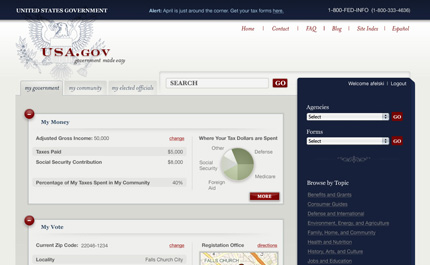 UNITED STATES GOVERNMENT
Alert: April is just around the corner. Get your tax forms here.
1-800-FED-INFO (1-800-333-4636)
Home | Contact | FAQ | Blog | Site Index | Español
USA.GOV
government made easy
my government
my community
my elected officials
SEARCH
GO
Welcome afelski | Logout
My Money
Adjusted Gross Income: 50,000 change
Taxes Paid $5,000
Social Security Contribution $8,000
Percentage of My Taxes Spent in My Community 40%
Where Your Tax Dollars are Spent
Other
Defense
Social Security
Medicare
Foreign Aid
MORE
Agencies
Select GO
Forms
Select GO
Browse by Topic
Benefits and Grants
Consumer Guides
Defense and International
Environment, Energy, and Agriculture
Family, Home, and Community
Health and Nutrition
History, Arts, and Culture
Jobs and Education
My Vote
Current Zip Code: 22046-1234 change
Locality Falls Church City
Registration Office directions
FALLS CHURCH